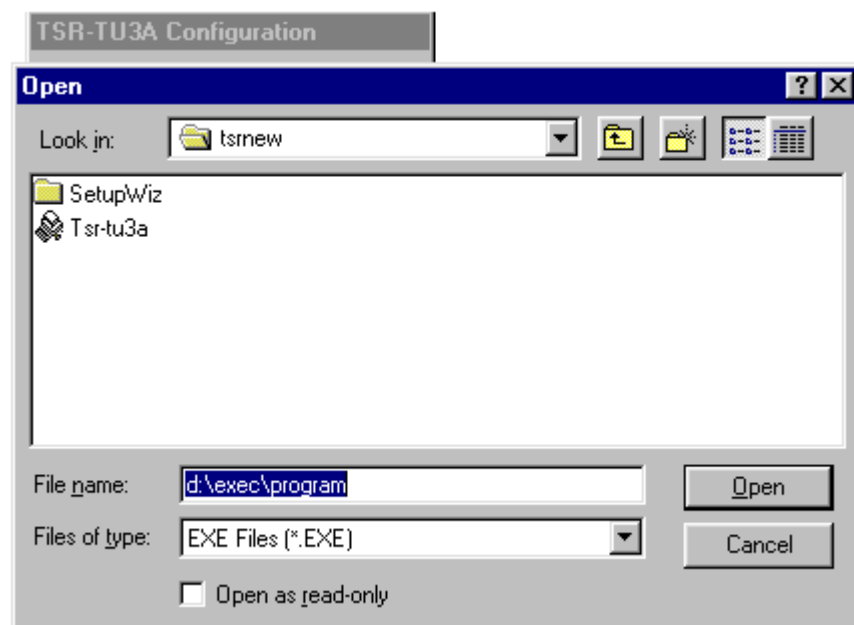 TSR-TU3A Configuration
Open
Look in: tsrnew
SetupWiz
Tsr-tu3a
File name: d:\exec\program
Open
Files of type: EXE Files (*.EXE)
Cancel
Open as read-only